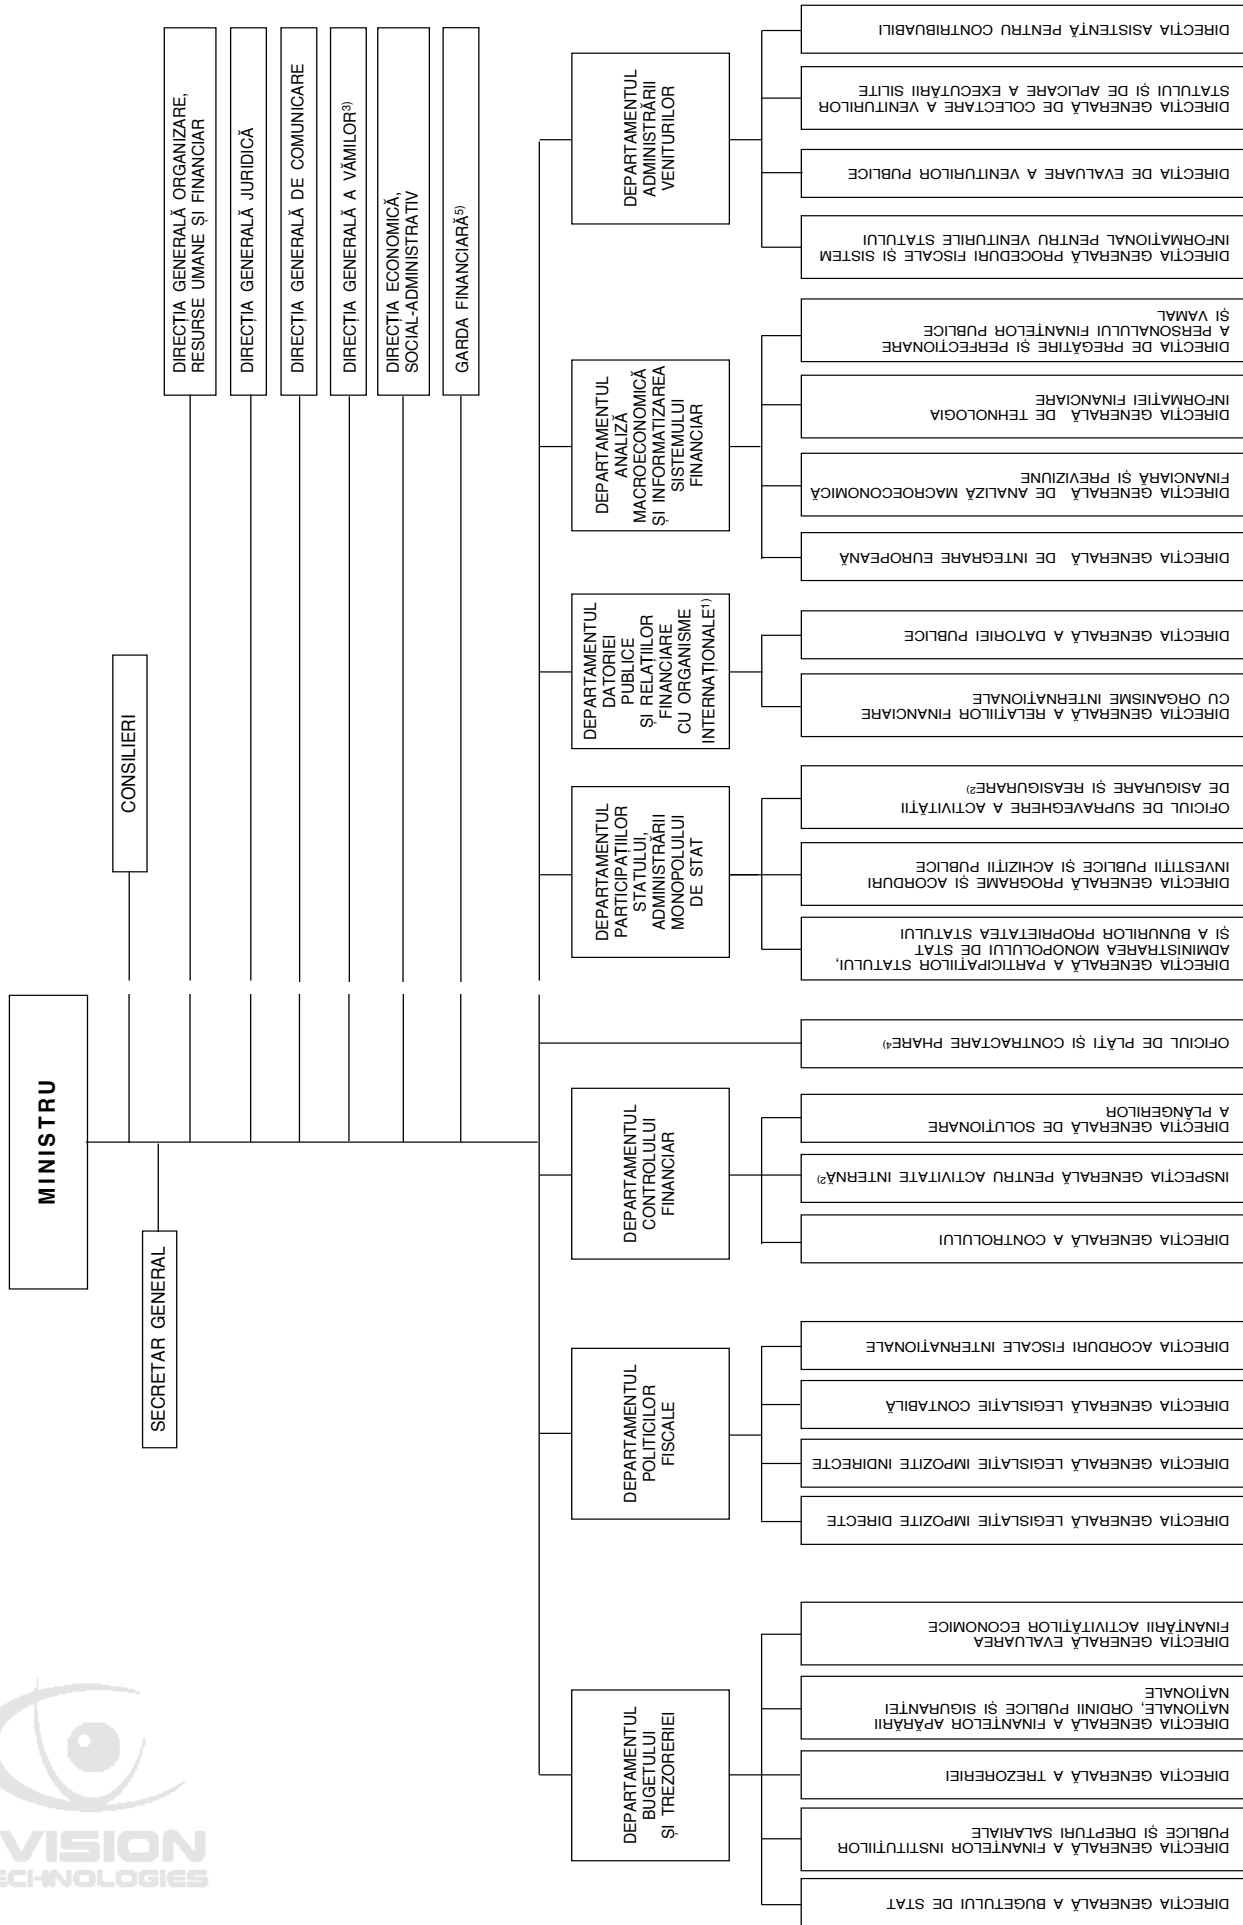 MINISTRU
SECRETAR GENERAL
CONSILIERI
DIRECȚIA GENERALĂ ORGANIZARE,
RESURSE UMANE ȘI FINANCIAR
DIRECȚIA GENERALĂ JURIDICĂ
DIRECȚIA GENERALĂ DE COMUNICARE
DIRECȚIA GENERALĂ A VĂMILOR3)
DIRECȚIA ECONOMICĂ,
SOCIAL-ADMINISTRATIV
GARDA FINANCIARĂ5)
DEPARTAMENTUL
BUGETULUI
ȘI TREZORERIEI
DEPARTAMENTUL
POLITICILOR
FISCALE
DEPARTAMENTUL
CONTROLULUI
FINANCIAR
DEPARTAMENTUL
PARTICIPAȚIILOR
STATULUI,
ADMINISTRĂRII
MONOPOLULUI
DE STAT
DEPARTAMENTUL
DATORIEI
PUBLICE
ȘI RELAȚIILOR
FINANCIARE
CU ORGANISME
INTERNAȚIONALE1)
DEPARTAMENTUL
ANALIZĂ
MACROECONOMICĂ
ȘI INFORMATIZAREA
SISTEMULUI
FINANCIAR
DEPARTAMENTUL
ADMINISTRĂRII
VENITURILOR
DIRECȚIA GENERALĂ A BUGETULUI DE STAT
DIRECȚIA GENERALĂ A FINANȚELOR INSTITUȚIILOR
PUBLICE ȘI DREPTURI SALARIALE
DIRECȚIA GENERALĂ A TREZORERIEI
DIRECȚIA GENERALĂ A FINANȚELOR APĂRĂRII
NAȚIONALE, ORDINII PUBLICE ȘI SIGURANȚEI
NAȚIONALE
DIRECȚIA GENERALĂ EVALUAREA
FINANȚĂRII ACTIVITĂȚILOR ECONOMICE
DIRECȚIA GENERALĂ LEGISLAȚIE IMPOZITE DIRECTE
DIRECȚIA GENERALĂ LEGISLAȚIE IMPOZITE INDIRECTE
DIRECȚIA GENERALĂ LEGISLAȚIE CONTABILĂ
DIRECȚIA ACORDURI FISCALE INTERNAȚIONALE
DIRECȚIA GENERALĂ A CONTROLULUI
INSPECȚIA GENERALĂ PENTRU ACTIVITATE INTERNĂ2)
DIRECȚIA GENERALĂ DE SOLUȚIONARE
A PLÂNGERILOR
OFICIUL DE PLĂȚI ȘI CONTRACTARE PHARE4)
DIRECȚIA GENERALĂ A PARTICIPAȚIILOR STATULUI,
ADMINISTRAREA MONOPOLULUI DE STAT
ȘI A BUNURILOR PROPRIETATEA STATULUI
DIRECȚIA GENERALĂ PROGRAME ȘI ACORDURI
INVESTIȚII PUBLICE ȘI ACHIZIȚII PUBLICE
OFICIUL DE SUPRAVEGHERE A ACTIVITĂȚII
DE ASIGURARE ȘI REASIGURARE2)
DIRECȚIA GENERALĂ A RELAȚIILOR FINANCIARE
CU ORGANISME INTERNAȚIONALE
DIRECȚIA GENERALĂ A DATORIEI PUBLICE
DIRECȚIA GENERALĂ DE INTEGRARE EUROPEANĂ
DIRECȚIA GENERALĂ DE ANALIZĂ MACROECONOMICĂ
FINANCIARĂ ȘI PREVIZIUNE
DIRECȚIA GENERALĂ DE TEHNOLOGIA
INFORMAȚIEI FINANCIARE
DIRECȚIA DE PREGĂTIRE ȘI PERFECȚIONARE
A PERSONALULUI FINANȚELOR PUBLICE
ȘI VAMAL
DIRECȚIA GENERALĂ PROCEDURI FISCALE ȘI SISTEM
INFORMAȚIONAL PENTRU VENITURILE STATULUI
DIRECȚIA DE EVALUARE A VENITURILOR PUBLICE
DIRECȚIA GENERALĂ DE COLECTARE A VENITURILOR
STATULUI ȘI DE APLICARE A EXECUTĂRII SILITE
DIRECȚIA ASISTENȚĂ PENTRU CONTRIBUABILI
VISION